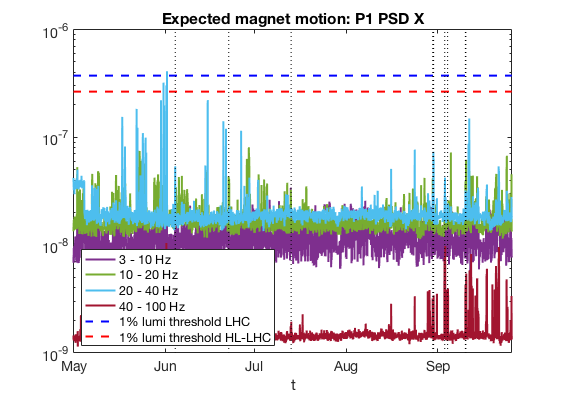 Expected magnet motion: P1 PSD X
10-6
10-7
10-8
10-9
3 - 10 Hz
10 - 20 Hz
20 - 40 Hz
40 - 100 Hz
1% lumi threshold LHC
1% lumi threshold HL-LHC
May Jun Jul Aug Sep
t